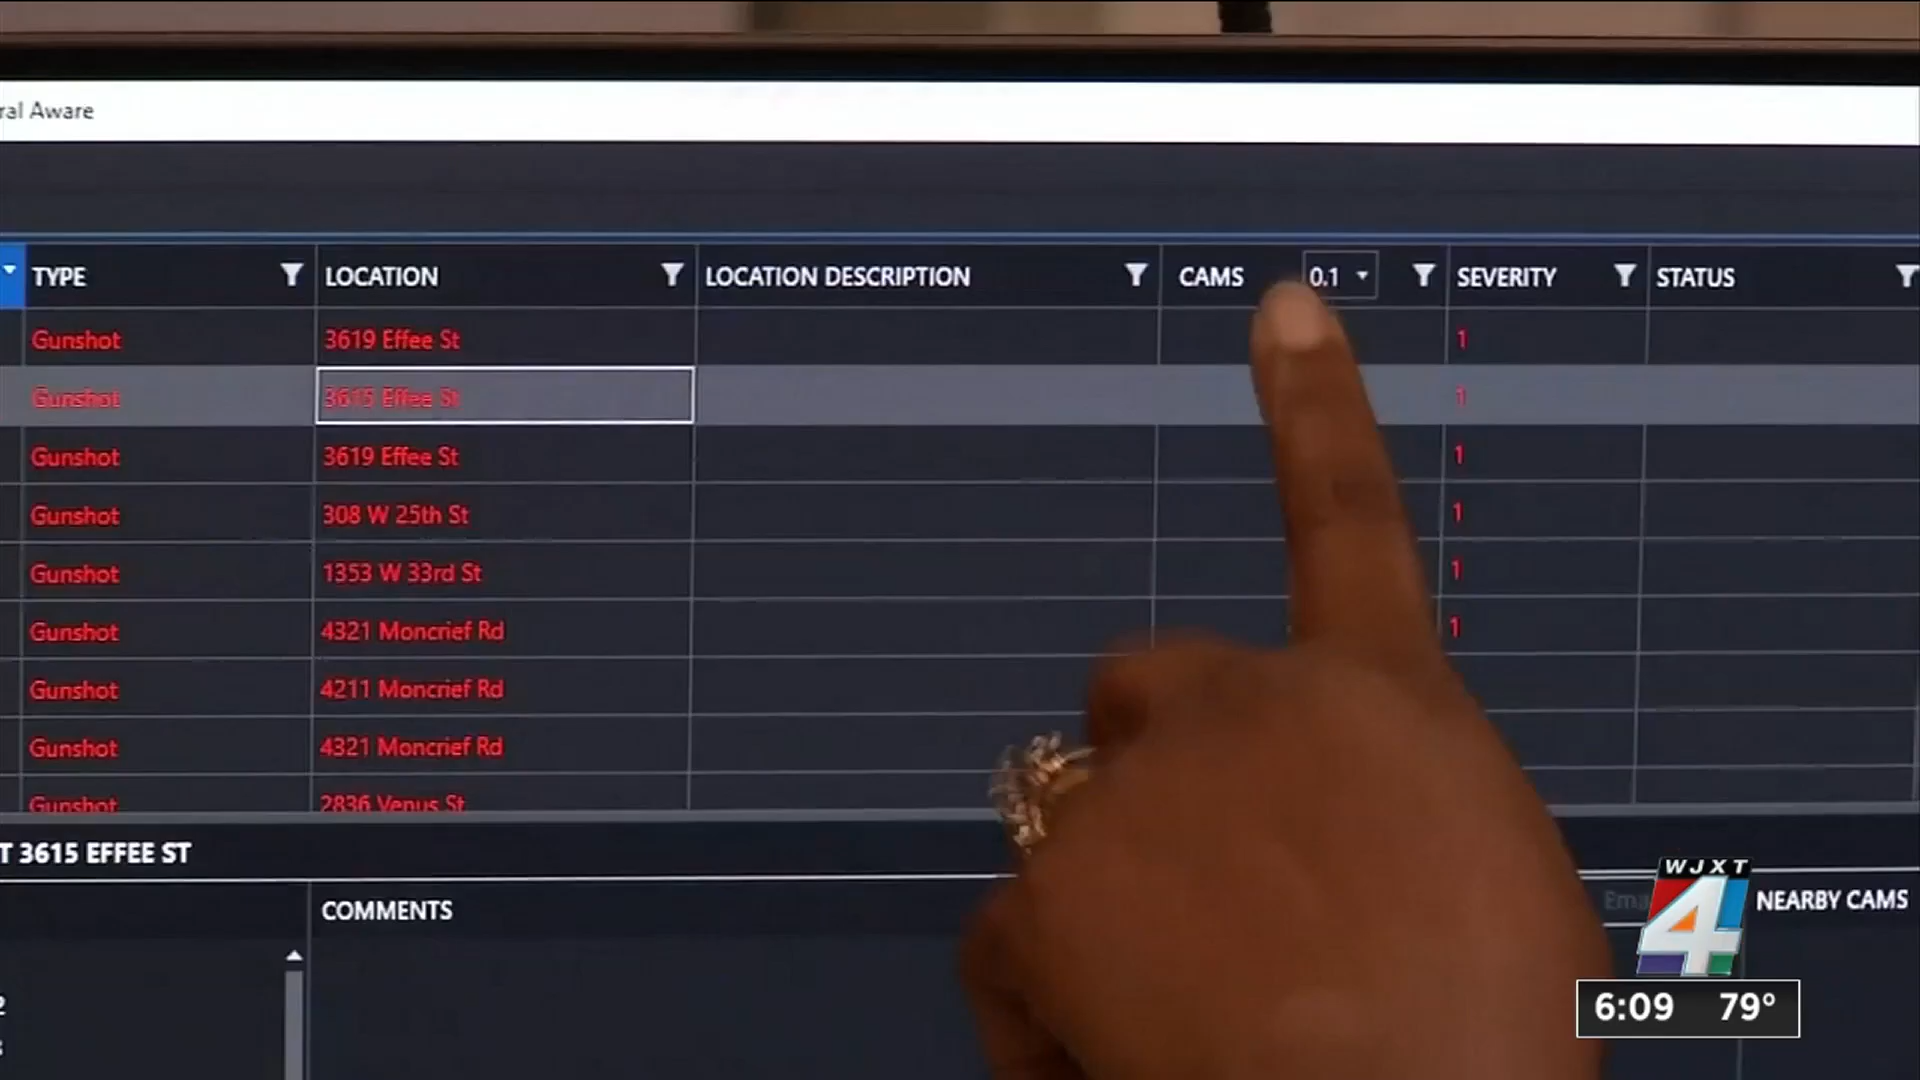 ral Aware
TYPE LOCATION LOCATION DESCRIPTION CAMS 0.1 SEVERITY STATUS
Gunshot 3619 Effee St 1
Gunshot 3615 Effee St 1
Gunshot 3619 Effee St 1
Gunshot 308 W 25th St 1
Gunshot 1353 W 33rd St 1
Gunshot 4321 Moncrief Rd 1
Gunshot 4211 Moncrief Rd
Gunshot 4321 Moncrief Rd
Gunshot 2836 Venus St
T 3615 EFFEE ST
COMMENTS
NEARBY CAMS
WJXT
4
6:09 79°